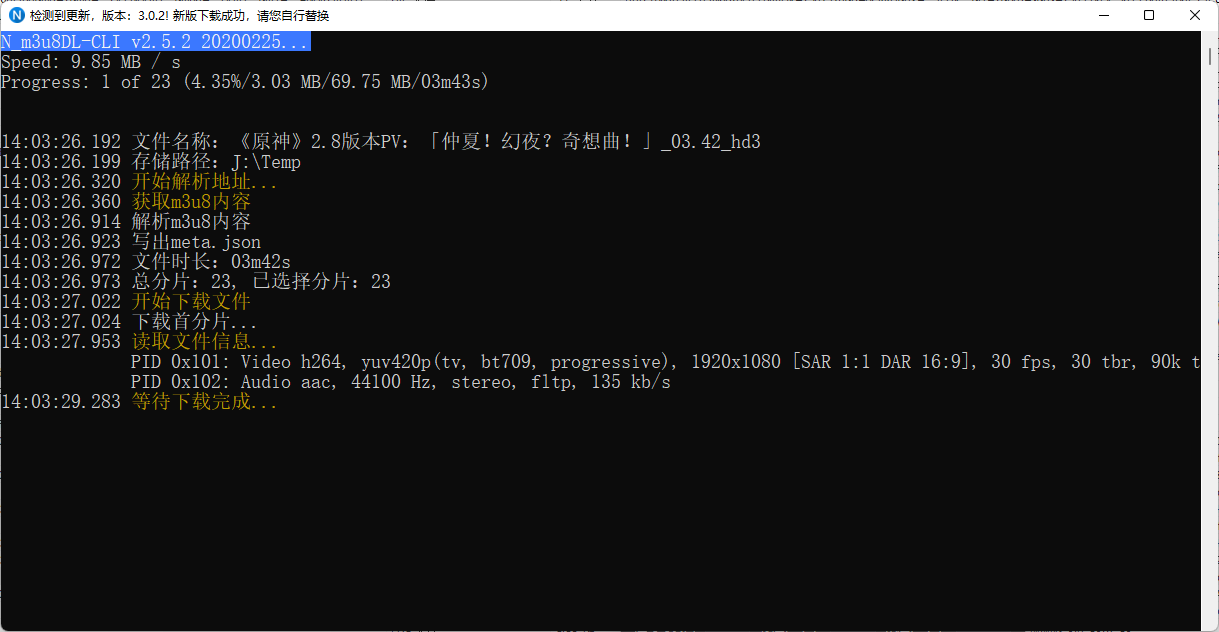 检测到更新，版本：3.0.2! 新版下载成功，请您自行替换
N_m3u8DL-CLI v2.5.2 20200225...
Speed: 9.85 MB / s
Progress: 1 of 23 (4.35%/3.03 MB/69.75 MB/03m43s)
14:03:26.192 文件名称：《原神》2.8版本PV：「仲夏！幻夜？奇想曲！」_03.42_hd3
14:03:26.199 存储路径：J:\Temp
14:03:26.320 开始解析地址...
14:03:26.360 获取m3u8内容
14:03:26.914 解析m3u8内容
14:03:26.923 写出meta.json
14:03:26.972 文件时长：03m42s
14:03:26.973 总分片：23, 已选择分片：23
14:03:27.022 开始下载文件
14:03:27.024 下载首分片...
14:03:27.953 读取文件信息...
PID 0x101: Video h264, yuv420p(tv, bt709, progressive), 1920x1080 [SAR 1:1 DAR 16:9], 30 fps, 30 tbr, 90k t
PID 0x102: Audio aac, 44100 Hz, stereo, fltp, 135 kb/s
14:03:29.283 等待下载完成...